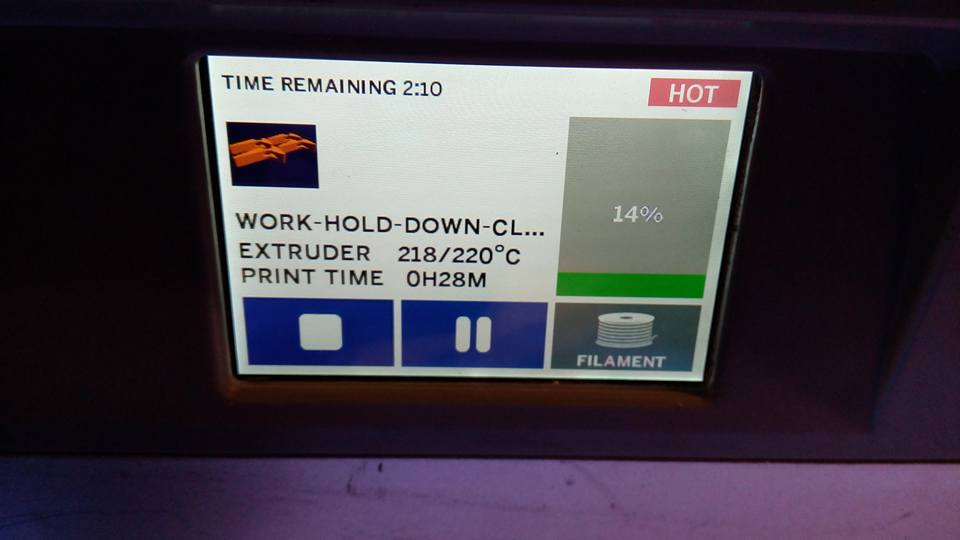 TIME REMAINING 2:10
HOT
14%
WORK-HOLD-DOWN-CL...
EXTRUDER 218/220°C
PRINT TIME 0H28M
FILAMENT